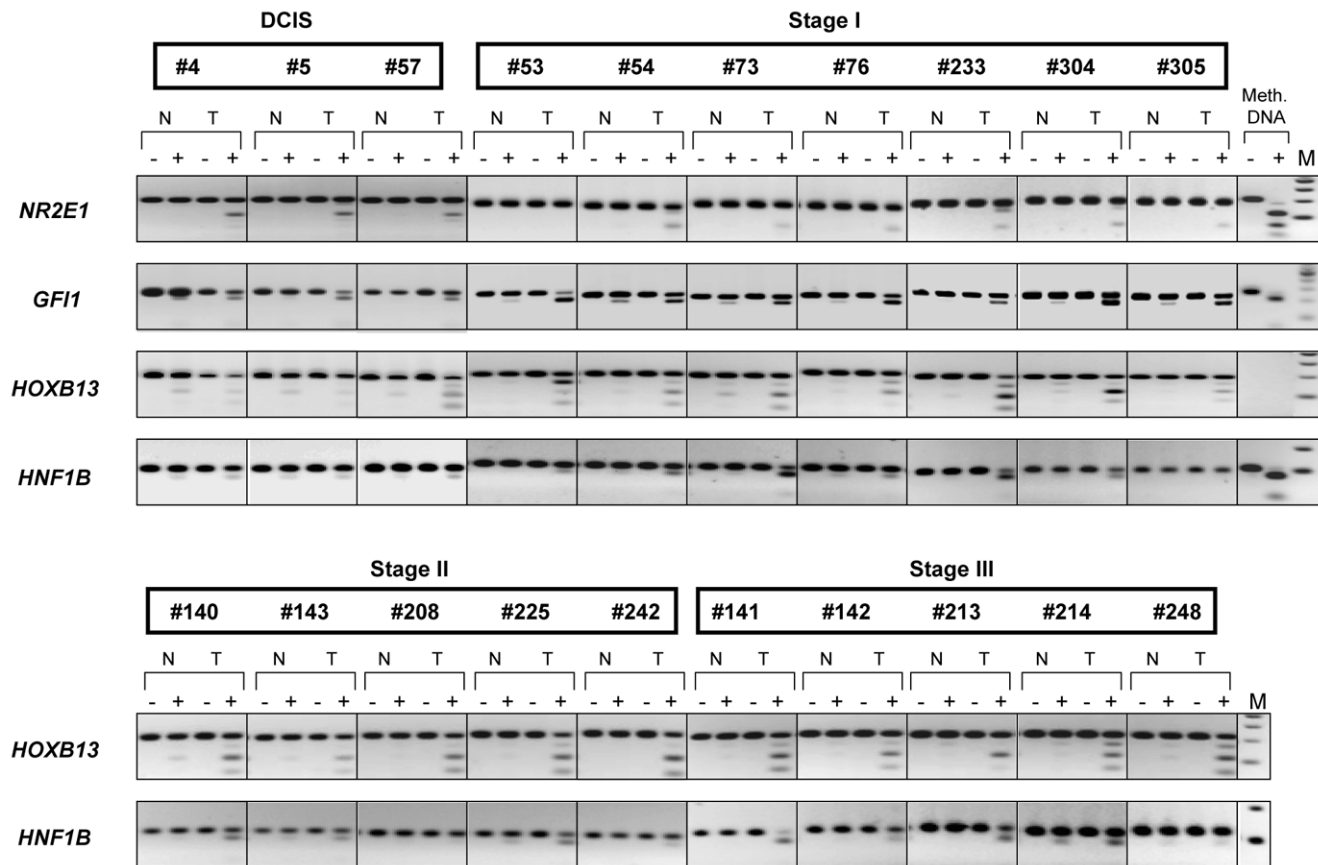 DCIS Stage I
#4 #5 #57 #53 #54 #73 #76 #233 #304 #305
N T N T N T N T N T N T N T N T N T N T Meth. DNA
- + - + - + - + - + - + - + - + - + - + - + - + - + - + - + - + - + - + - + - + - + M
NR2E1
GFI1
HOXB13
HNF1B
Stage II Stage III
#140 #143 #208 #225 #242 #141 #142 #213 #214 #248
N T N T N T N T N T N T N T N T N T N T
- + - + - + - + - + - + - + - + - + - + - + - + - + - + - + - + - + - + - + - + M
HOXB13
HNF1B